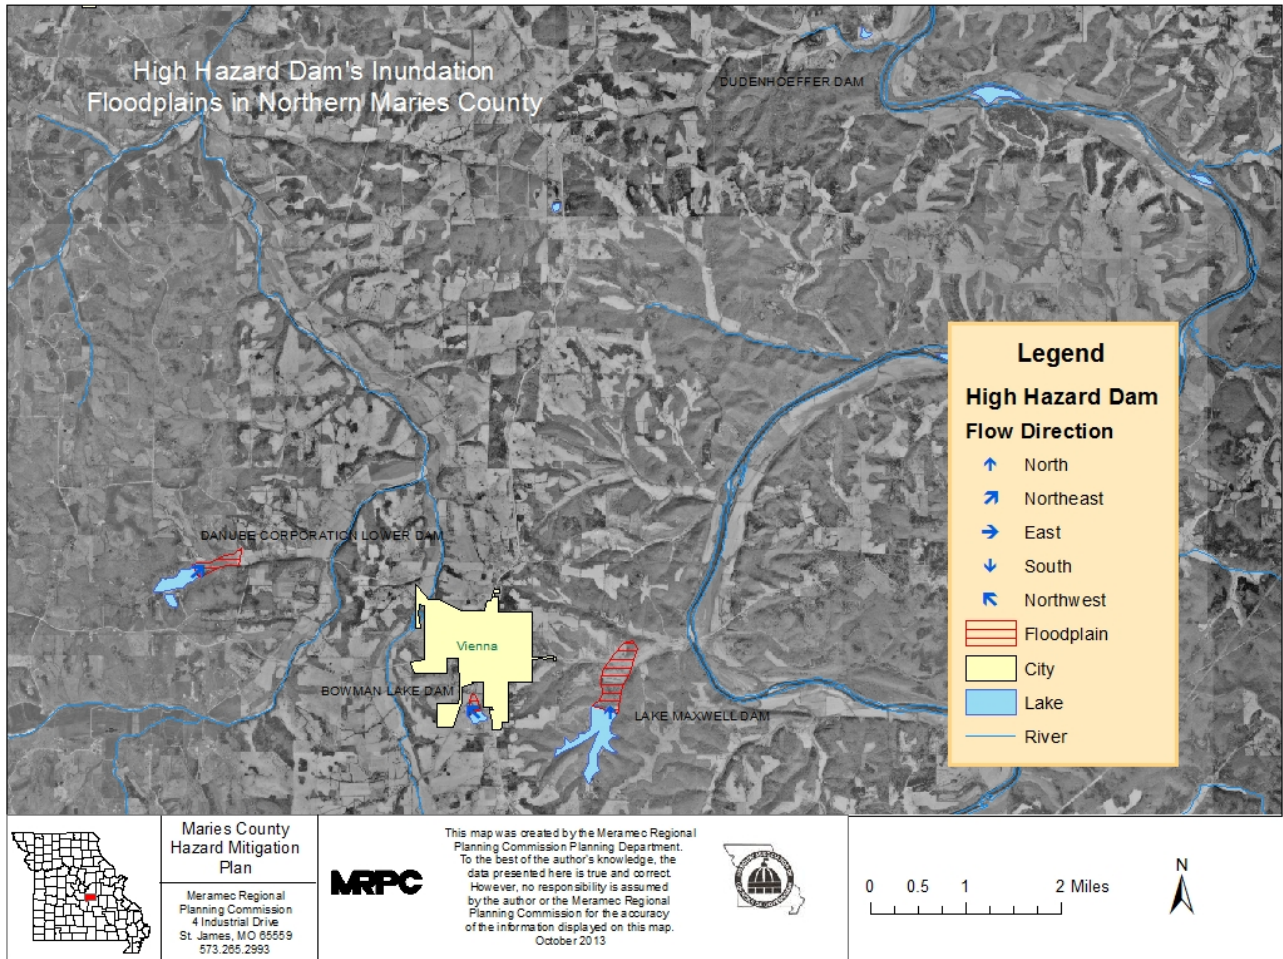 High Hazard Dam's Inundation
Floodplains in Northern Maries County
DUDENHOEFFER DAM
DANUBE CORPORATION LOWER DAM
Vienna
BOWMAN LAKE DAM
LAKE MAXWELL DAM
Legend
High Hazard Dam
Flow Direction
North
Northeast
East
South
Northwest
Floodplain
City
Lake
River
Maries County
Hazard Mitigation
Plan
Meramec Regional
Planning Commission
4 Industrial Drive
St. James, MO 65559
573.265.2993
MRPC
This map was created by the Meramec Regional
Planning Commission Planning Department.
To the best of the author's knowledge, the
data presented here is true and correct.
However, no responsibility is assumed
by the author or the Meramec Regional
Planning Commission for the accuracy
of the information displayed on this map.
October 2013
0 0.5 1 2 Miles
N